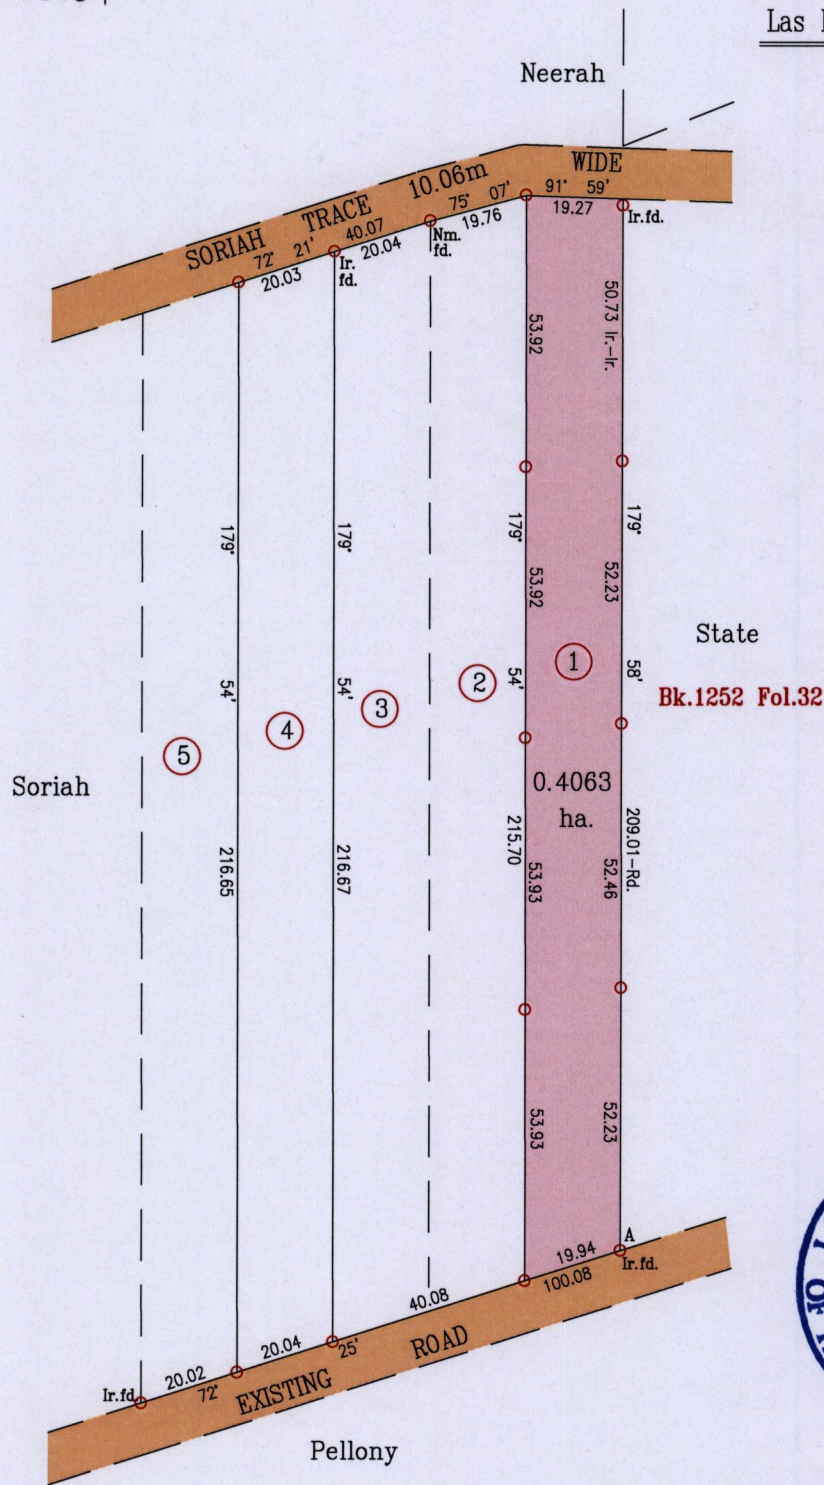 Las
Neerah
SORIAH TRACE 10.06m WIDE
72° 21' 40.07 75° 07' 91° 59'
20.03 20.04 19.76 19.27
Ir. fd.
Nm. fd.
Ir.fd.
53.92
50.73 Ir.-Ir.
179° 54' 216.65
179° 54' 216.67
179° 54' 215.70
53.92
53.93
53.93
179° 58' 209.01-Rd.
52.23
52.46
52.23
1
2
3
4
5
0.4063
ha.
State
Bk.1252 Fol.32
Soriah
A
Ir.fd.
19.94
100.08
40.08
20.04
20.02
Ir.fd.
72° 25'
EXISTING ROAD
Pellony
OF